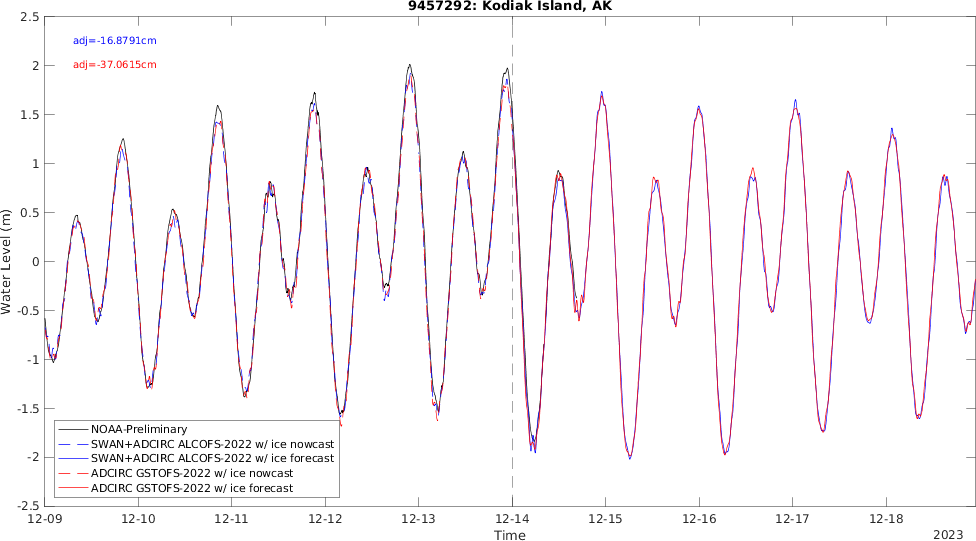 9457292: Kodiak Island, AK
adj=-16.8791cm
adj=-37.0615cm
2.5
2
1.5
1
0.5
0
-0.5
-1
-1.5
-2
-2.5
Water Level (m)
NOAA-Preliminary
SWAN+ADCIRC ALCOFS-2022 w/ ice nowcast
SWAN+ADCIRC ALCOFS-2022 w/ ice forecast
ADCIRC GSTOFS-2022 w/ ice nowcast
ADCIRC GSTOFS-2022 w/ ice forecast
12-09 12-10 12-11 12-12 12-13 12-14 12-15 12-16 12-17 12-18
Time
2023